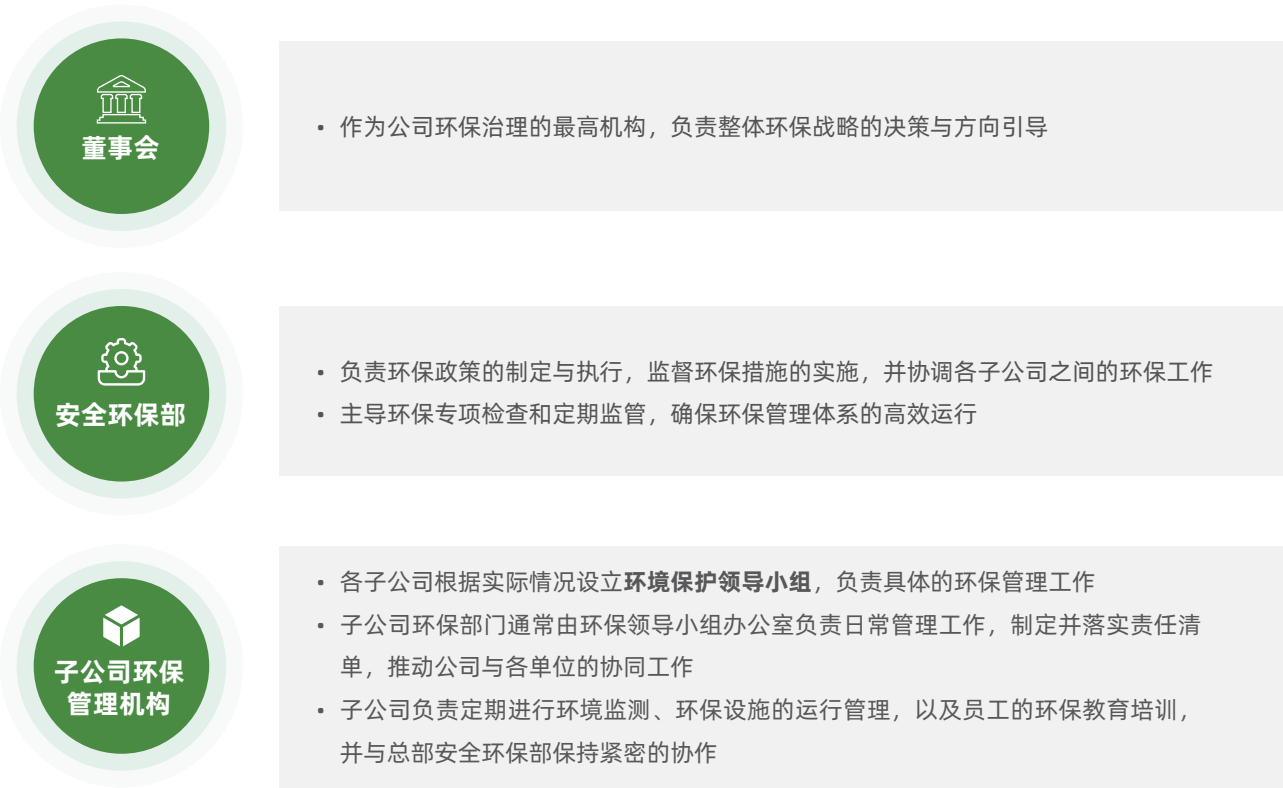 董事会
• 作为公司环保治理的最高机构，负责整体环保战略的决策与方向引导
安全环保部
• 负责环保政策的制定与执行，监督环保措施的实施，并协调各子公司之间的环保工作
• 主导环保专项检查和定期监管，确保环保管理体系的高效运行
子公司环保
管理机构
• 各子公司根据实际情况设立环境保护领导小组，负责具体的环保管理工作
• 子公司环保部门通常由环保领导小组办公室负责日常管理工作，制定并落实责任清
单，推动公司与各单位的协同工作
• 子公司负责定期进行环境监测、环保设施的运行管理，以及员工的环保教育培训，
并与总部安全环保部保持紧密的协作